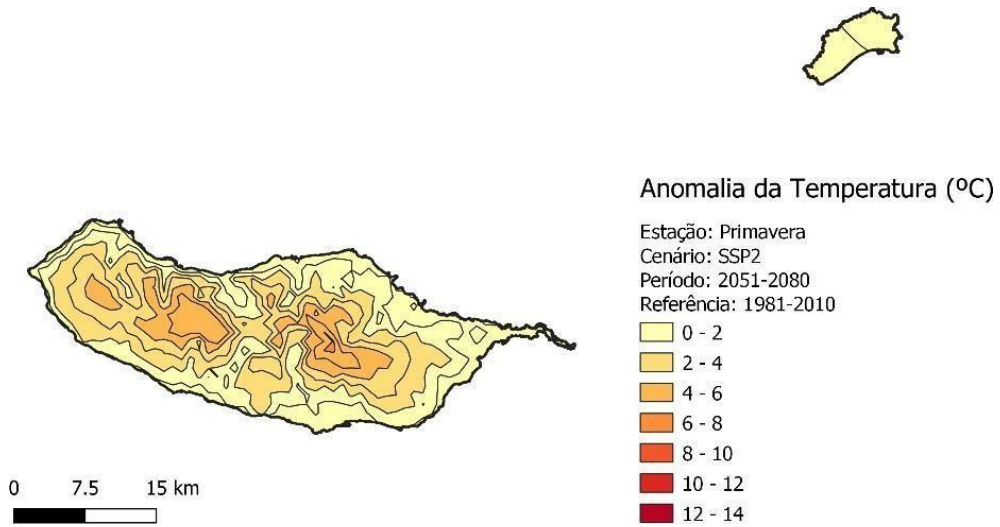 Anomalia da Temperatura (ºC)
Estação: Primavera
Cenário: SSP2
Período: 2051-2080
Referência: 1981-2010
0 - 2
2 - 4
4 - 6
6 - 8
8 - 10
10 - 12
12 - 14
0 7.5 15 km